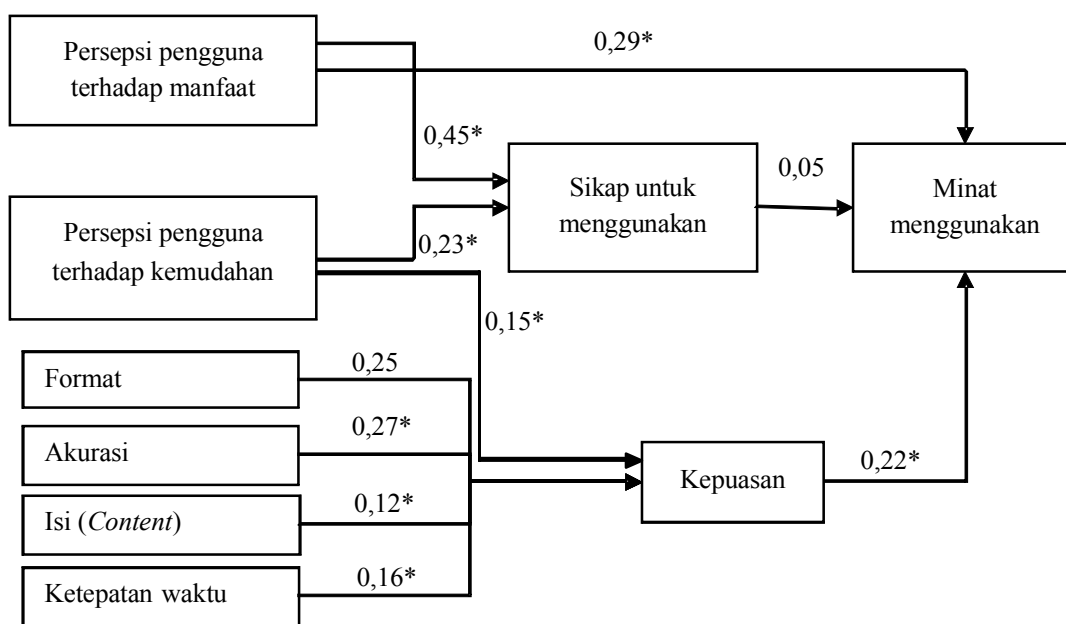 Persepsi pengguna
terhadap manfaat
0,29*
0,45*
Sikap untuk
menggunakan
0,05
Minat
menggunakan
Persepsi pengguna
terhadap kemudahan
0,23*
0,15*
Format
0,25
Akurasi
0,27*
Isi (Content)
0,12*
Ketepatan waktu
0,16*
Kepuasan
0,22*